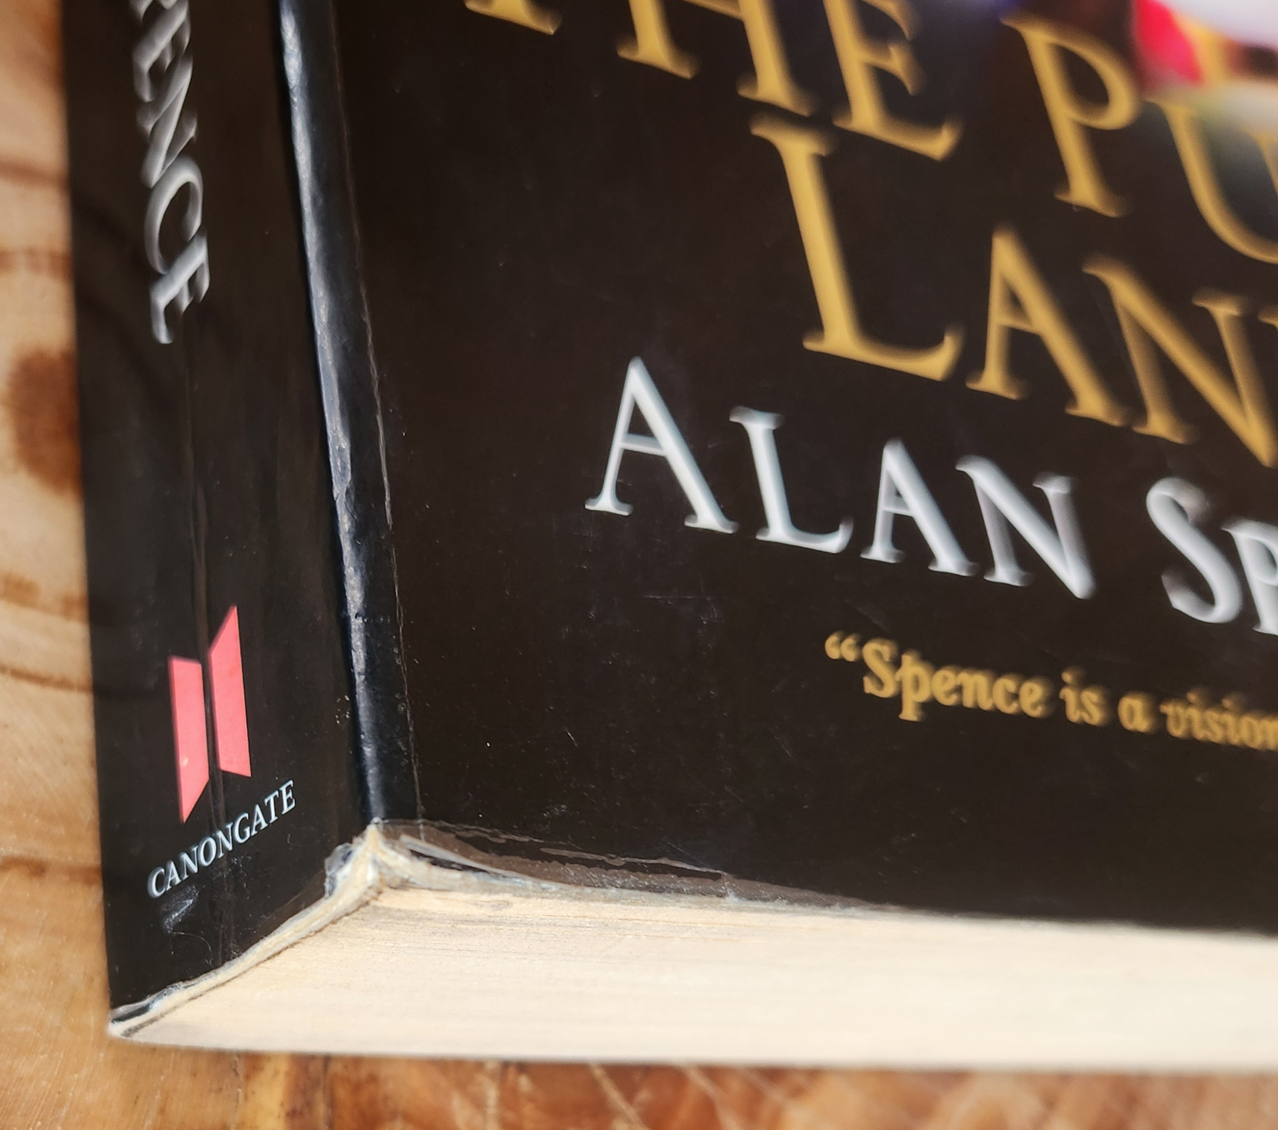 THE PU
LAN
ALAN SP
"Spence is a vision
ENCE
CANONGATE